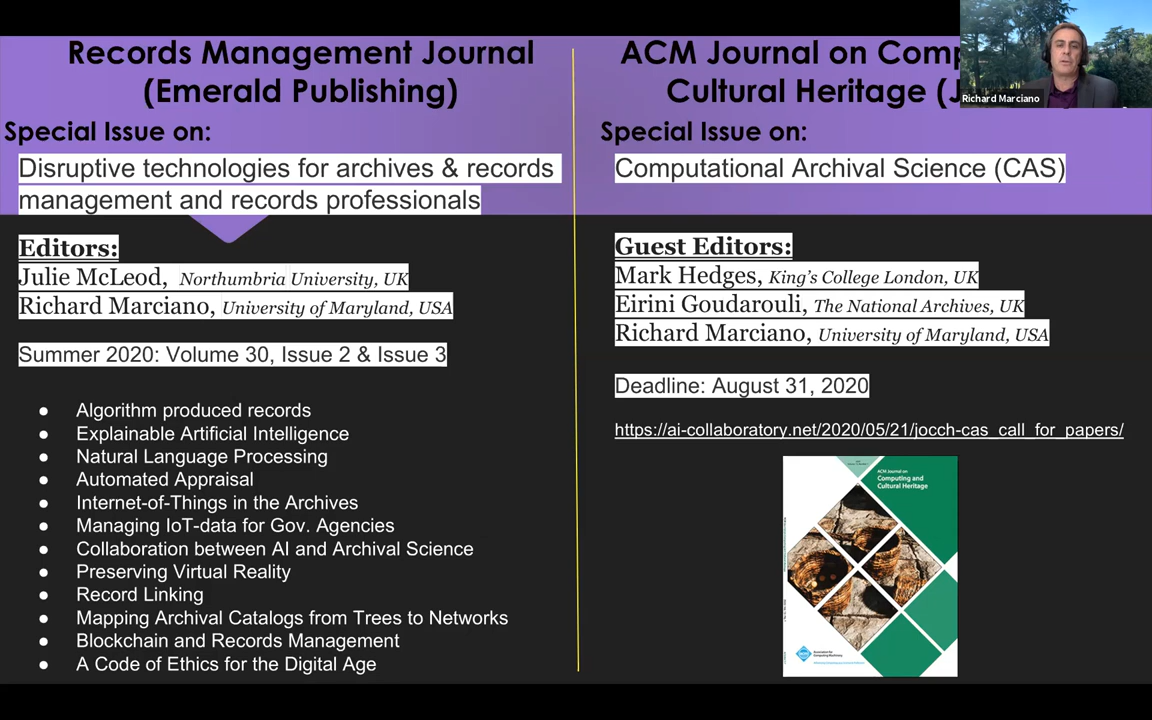 Records Management Journal
(Emerald Publishing)
Special Issue on:
Disruptive technologies for archives & records
management and records professionals
Editors:
Julie McLeod, Northumbria University, UK
Richard Marciano, University of Maryland, USA
Summer 2020: Volume 30, Issue 2 & Issue 3
● Algorithm produced records
● Explainable Artificial Intelligence
● Natural Language Processing
● Automated Appraisal
● Internet-of-Things in the Archives
● Managing IoT-data for Gov. Agencies
● Collaboration between AI and Archival Science
● Preserving Virtual Reality
● Record Linking
● Mapping Archival Catalogs from Trees to Networks
● Blockchain and Records Management
● A Code of Ethics for the Digital Age
ACM Journal on Comp
Cultural Heritage (J
Special Issue on:
Computational Archival Science (CAS)
Guest Editors:
Mark Hedges, King's College London, UK
Eirini Goudarouli, The National Archives, UK
Richard Marciano, University of Maryland, USA
Deadline: August 31, 2020
https://ai-collaboratory.net/2020/05/21/jocch-cas_call_for_papers/
ACM Journal on
Computing and
Cultural Heritage
Association for
Computing Machinery
Richard Marciano